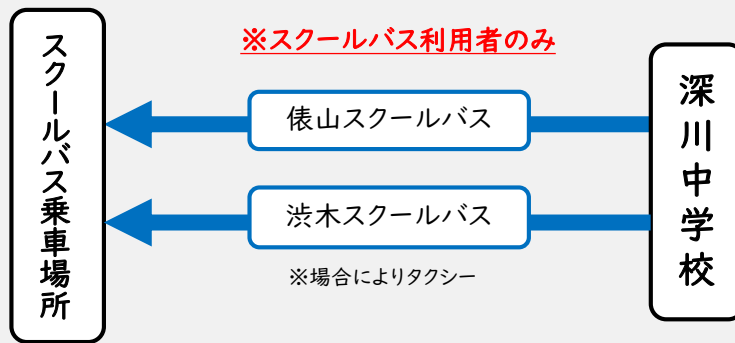 ※スクールバス利用者のみ
スクールバス乗車場所
俵山スクールバス
渋木スクールバス
※場合によりタクシー
深川中学校